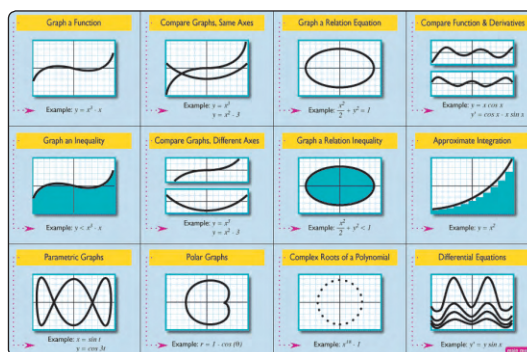 Graph a Function
Example: y = x³ - x
Compare Graphs, Same Axes
Example: y = x³
y = x² - 3
Graph a Relation Equation
Example: x²/2 + y² = 1
Compare Function & Derivatives
Example: y = x cos x
y' = cos x - x sin x
Graph an Inequality
Example: y < x³ - x
Compare Graphs, Different Axes
Example: y = x³
y = x² - 3
Graph a Relation Inequality
Example: x²/2 + y² < 1
Approximate Integration
Example: y = x²
Parametric Graphs
Example: x = sin t
y = cos 3t
Polar Graphs
Example: r = 1 - cos (θ)
Complex Roots of a Polynomial
Example: - 1
Differential Equations
Example: y' = y sin x